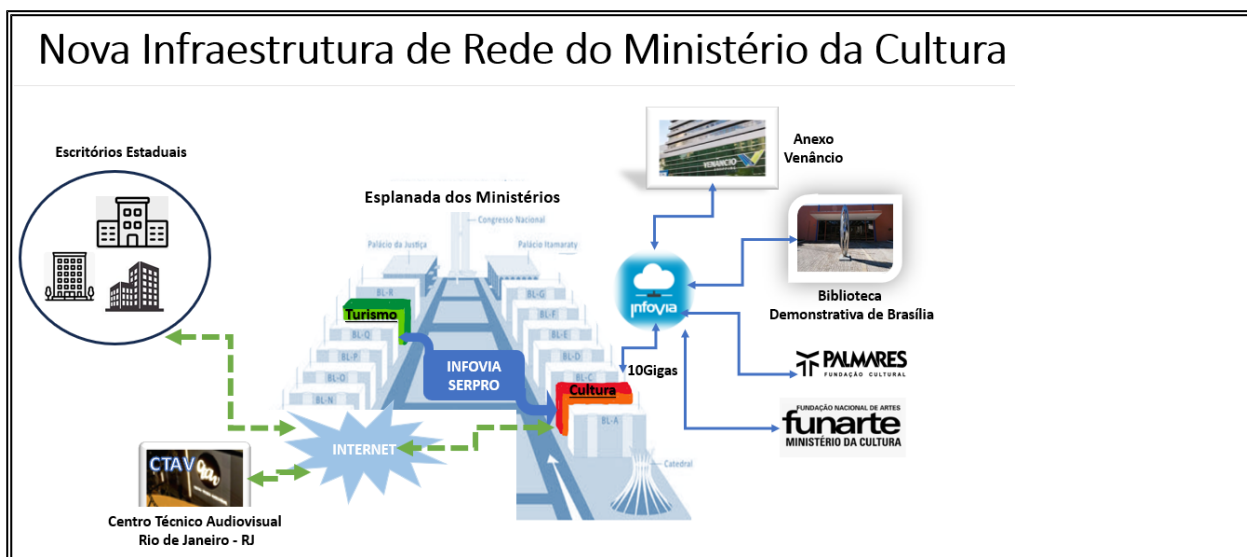 Nova Infraestrutura de Rede do Ministério da Cultura
Escritórios Estaduais
Esplanada dos Ministérios
Congresso Nacional
Palácio da Justiça
Palácio Itamaraty
BL-R
BL-G
Turismo
BL-F
BL-Q
BL-E
BL-P
BL-D
BL-O
BL-C
BL-N
INFOVIA
SERPRO
Cultura
BL-A
Catedral
INTERNET
10Gigas
infovia
VENÂNCIO
Anexo
Venâncio
Biblioteca
Demonstrativa de Brasília
PALMARES
FUNDAÇÃO CULTURAL
FUNDAÇÃO NACIONAL DE ARTES
funarte
MINISTÉRIO DA CULTURA
CTAV
Centro Técnico Audiovisual
Rio de Janeiro - RJ